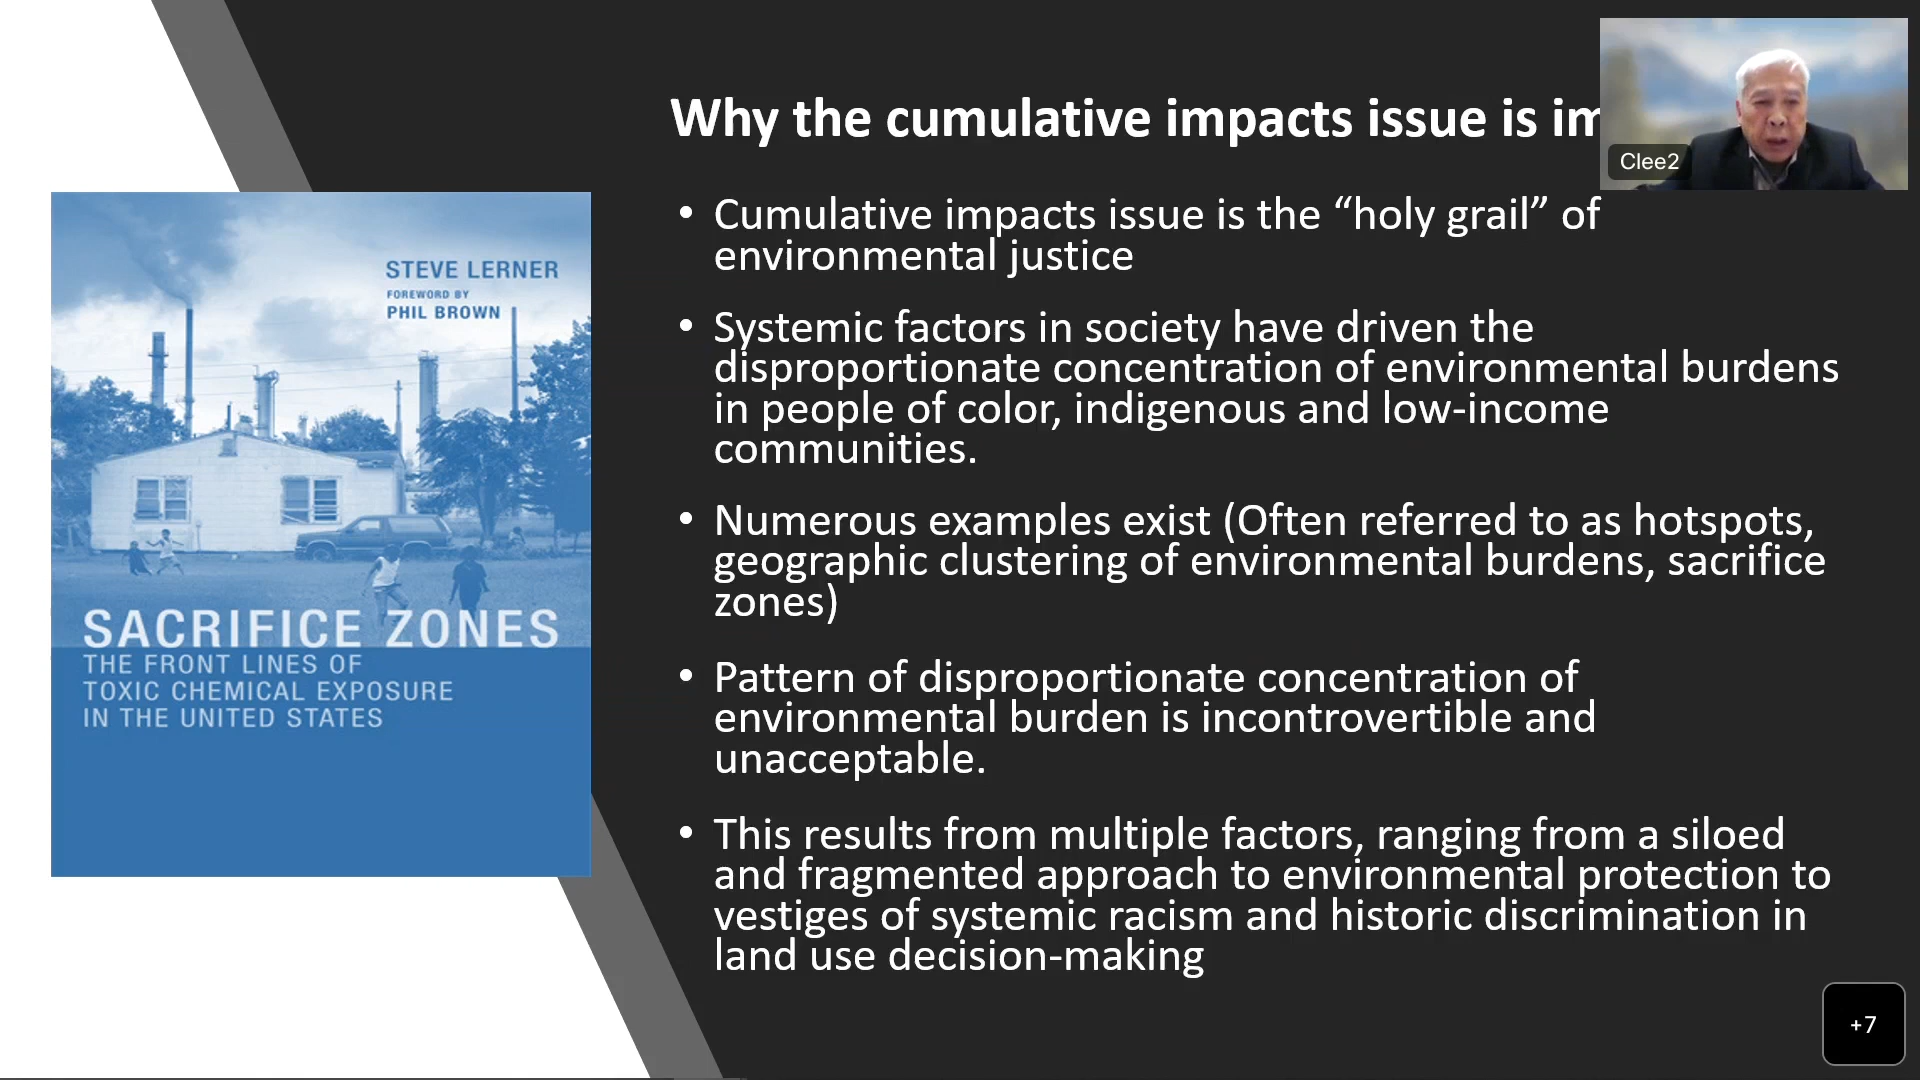 Why the cumulative impacts issue is
Clee2
• Cumulative impacts issue is the “holy grail” of
environmental justice
• Systemic factors in society have driven the
disproportionate concentration of environmental burdens
in people of color, indigenous and low-income
communities.
• Numerous examples exist (Often referred to as hotspots,
geographic clustering of environmental burdens, sacrifice
zones)
• Pattern of disproportionate concentration of
environmental burden is incontrovertible and
unacceptable.
• This results from multiple factors, ranging from a siloed
and fragmented approach to environmental protection to
vestiges of systemic racism and historic discrimination in
land use decision-making
STEVE LERNER
FOREWORD BY
PHIL BROWN
SACRIFICE ZONES
THE FRONT LINES OF
TOXIC CHEMICAL EXPOSURE
IN THE UNITED STATES
+7